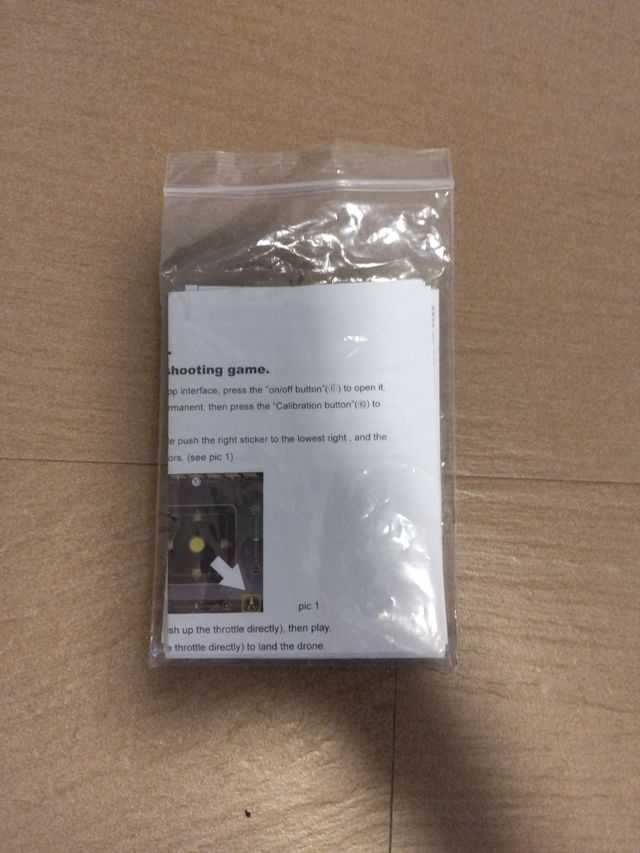 .
shooting game.
pp interface, press the "on/off button"(⑥) to open it.
rmanent, then press the "Calibration button"(⑩) to
e push the right sticker to the lowest right , and the
ors. (see pic 1)
pic 1
sh up the throttle directly), then play.
e throttle directly) to land the drone.